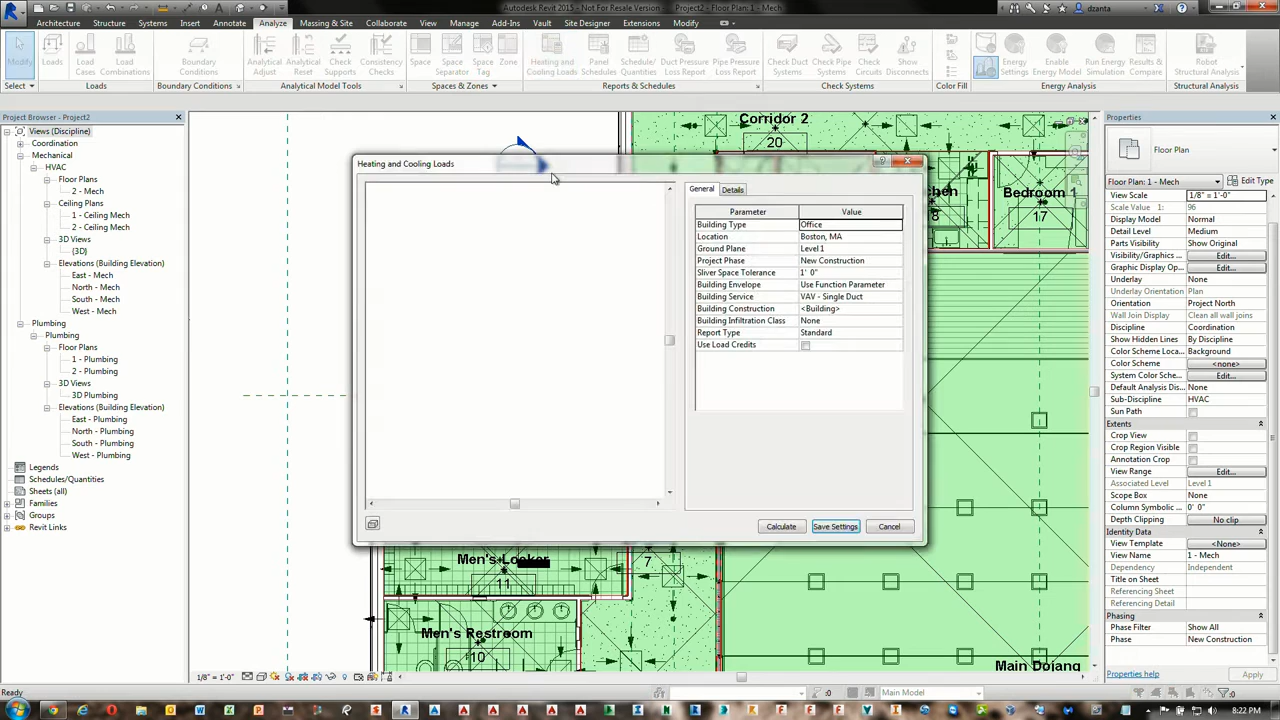 Autodesk Revit 2015 - Not For Resale Version - Project2 - Floor Plan: 1 - Mech
dzanta
Architecture Structure Systems Insert Annotate Analyze Massing & Site Collaborate View Manage Add-Ins Vault Site Designer Extensions Modify
Modify Loads Load Cases Load Combinations Boundary Conditions Analytical Adjust Analytical Reset Check Supports Consistency Checks Space Space Separator Space Tag Zone Heating and Cooling Loads Panel Schedules Schedule/ Quantities Duct Pressure Loss Report Pipe Pressure Loss Report Check Duct Systems Check Pipe Systems Check Circuits Show Disconnects Energy Settings Enable Energy Model Run Energy Simulation Results & Compare Robot Structural Analysis
Select Loads Boundary Conditions Analytical Model Tools Spaces & Zones Reports & Schedules Check Systems Color Fill Energy Analysis Structural Analysis
Project Browser - Project2
Views (Discipline)
Coordination
Mechanical
HVAC
Floor Plans
2 - Mech
Ceiling Plans
1 - Ceiling Mech
2 - Ceiling Mech
3D Views
{3D}
Elevations (Building Elevation)
East - Mech
North - Mech
South - Mech
West - Mech
Plumbing
Plumbing
Floor Plans
1 - Plumbing
2 - Plumbing
3D Views
3D Plumbing
Elevations (Building Elevation)
East - Plumbing
North - Plumbing
South - Plumbing
West - Plumbing
Legends
Schedules/Quantities
Sheets (all)
Families
Groups
Revit Links
Corridor 2
20
chen
8
Bedroom 1
17
Heating and Cooling Loads
General Details
Parameter Value
Building Type Office
Location Boston, MA
Ground Plane Level 1
Project Phase New Construction
Sliver Space Tolerance 1' 0"
Building Envelope Use Function Parameter
Building Service VAV - Single Duct
Building Construction <Building>
Building Infiltration Class None
Report Type Standard
Use Load Credits
Calculate Save Settings Cancel
Men's Locker
11
7
Men's Restroom
10
Main Dojang
Properties
Floor Plan
Floor Plan: 1 - Mech Edit Type
View Scale 1/8" = 1'-0"
Scale Value 1: 96
Display Model Normal
Detail Level Medium
Parts Visibility Show Original
Visibility/Graphics ... Edit...
Graphic Display Op... Edit...
Underlay None
Underlay Orientation Plan
Orientation Project North
Wall Join Display Clean all wall joins
Discipline Coordination
Show Hidden Lines By Discipline
Color Scheme Loca... Background
Color Scheme <none>
System Color Sche... Edit...
Default Analysis Dis... None
Sub-Discipline HVAC
Sun Path
Extents
Crop View
Crop Region Visible
Annotation Crop
View Range Edit...
Associated Level Level 1
Scope Box None
Column Symbolic ... 0' 0"
Depth Clipping No clip
Identity Data
View Template <None>
View Name 1 - Mech
Dependency Independent
Title on Sheet
Referencing Sheet
Referencing Detail
Phasing
Phase Filter Show All
Phase New Construction
Properties help Apply
1/8" = 1'-0"
Ready :0 Main Model :0
8:22 PM